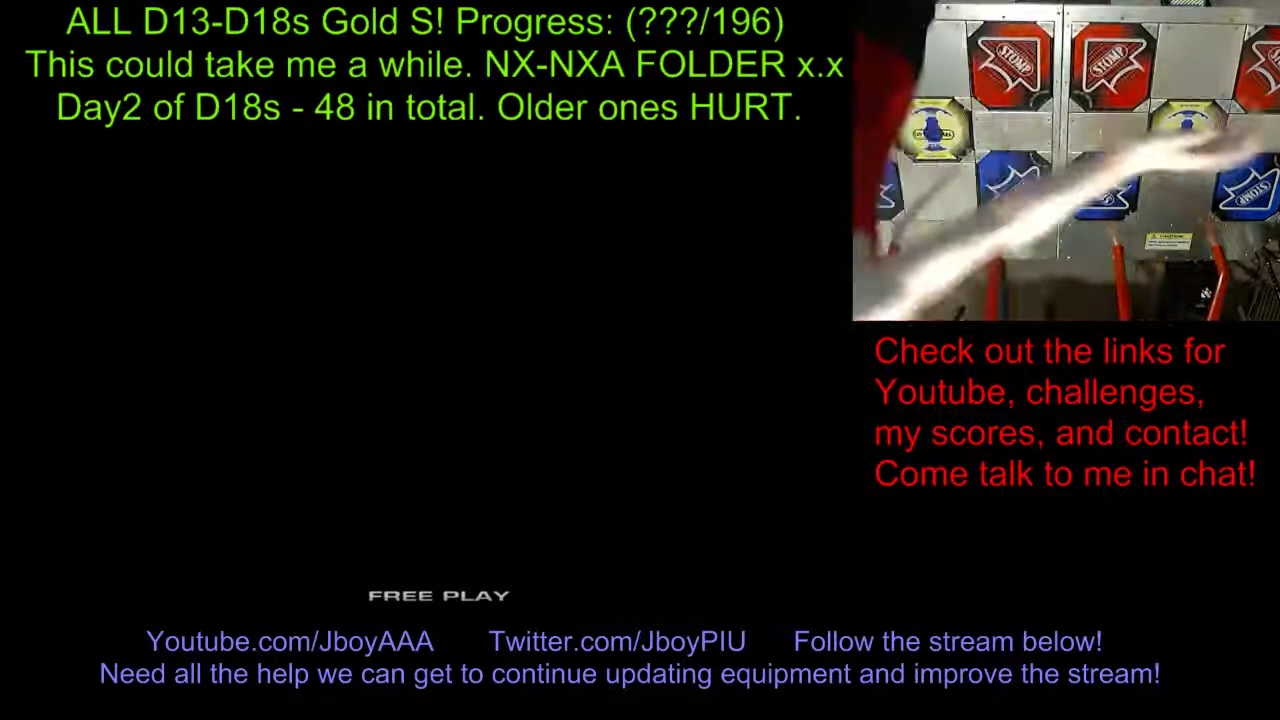 ALL D13-D18s Gold S! Progress: (???/196)
This could take me a while. NX-NXA FOLDER x.x
Day2 of D18s - 48 in total. Older ones HURT.
STOMP
STOMP
STOMP
Check out the links for
Youtube, challenges,
my scores, and contact!
Come talk to me in chat!
FREE PLAY
Youtube.com/JboyAAA
Twitter.com/JboyPIU
Follow the stream below!
Need all the help we can get to continue updating equipment and improve the stream!